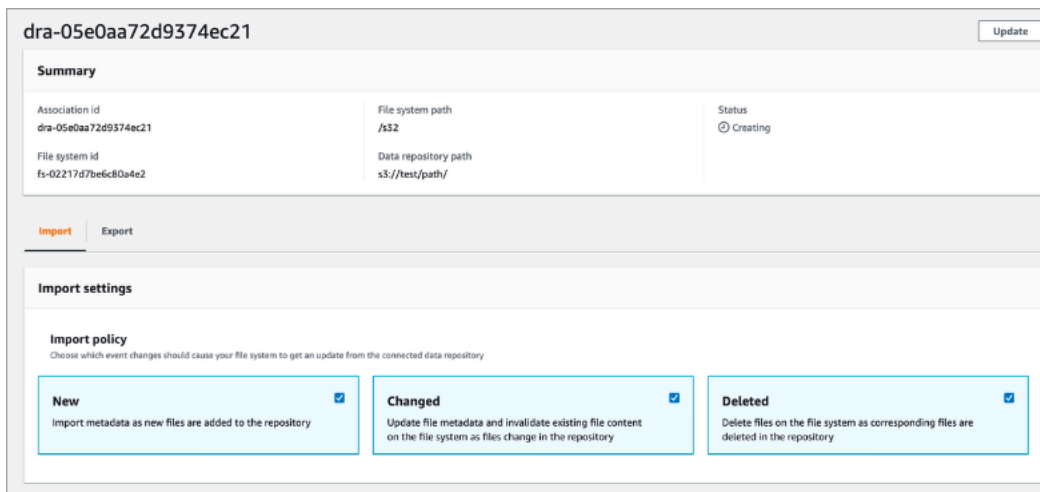 dra-05e0aa72d9374ec21
Update
Summary
Association id
dra-05e0aa72d9374ec21
File system id
fs-02217d7be6c80a4e2
File system path
/s32
Data repository path
s3://test/path/
Status
Creating
Import
Export
Import settings
Import policy
Choose which event changes should cause your file system to get an update from the connected data repository
New
Import metadata as new files are added to the repository
Changed
Update file metadata and invalidate existing file content
on the file system as files change in the repository
Deleted
Delete files on the file system as corresponding files are
deleted in the repository